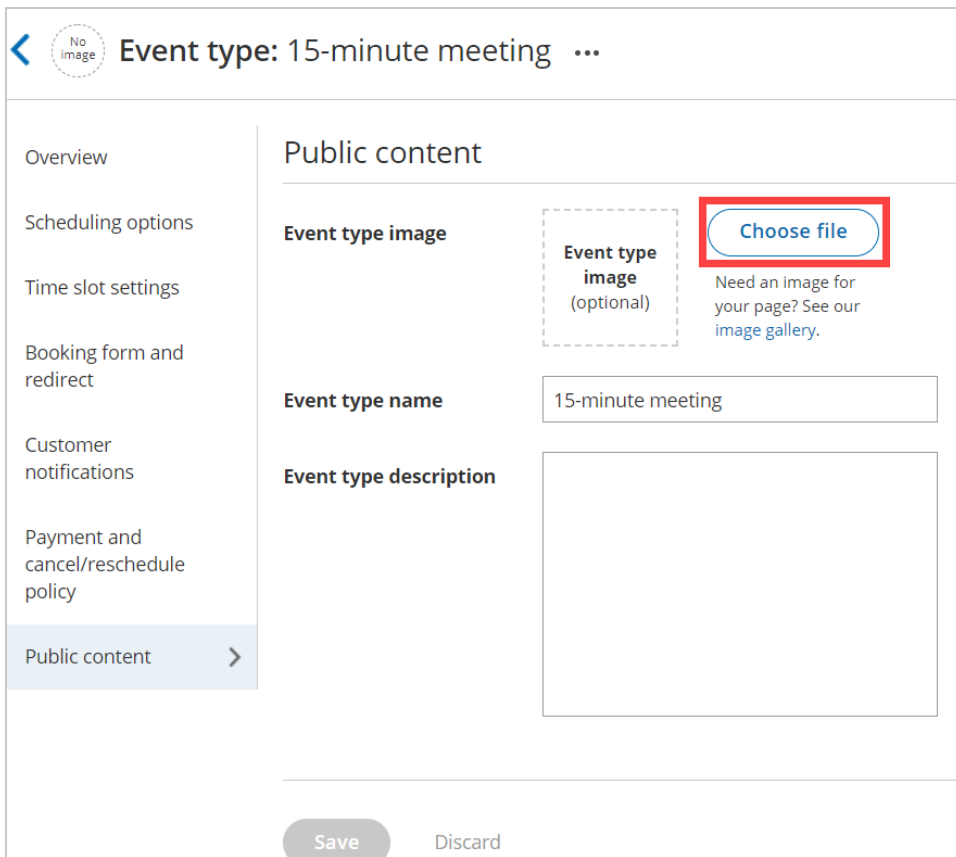 No
image
Event type: 15-minute meeting ...
Overview
Scheduling options
Time slot settings
Booking form and
redirect
Customer
notifications
Payment and
cancel/reschedule
policy
Public content
Public content
Event type image
Event type
image
(optional)
Choose file
Need an image for
your page? See our
image gallery.
Event type name
15-minute meeting
Event type description
Save
Discard